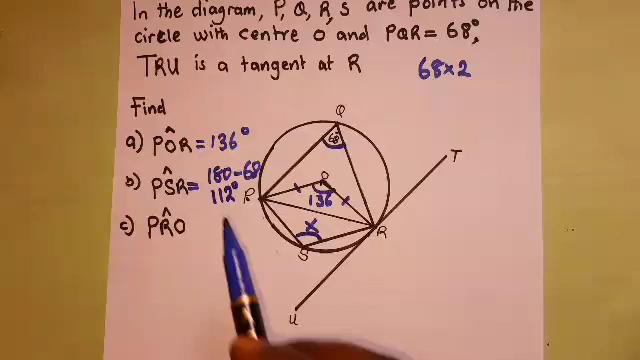 In the diagram, P, Q, R, S are points on the
circle with centre O and PQR = 68°,
TRU is a tangent at R
68×2
Find
a) PÔR = 136°
b) PŜR = 180-68
112°
c) PR̂O
Q
68
T
O
P
136
X
R
S
U